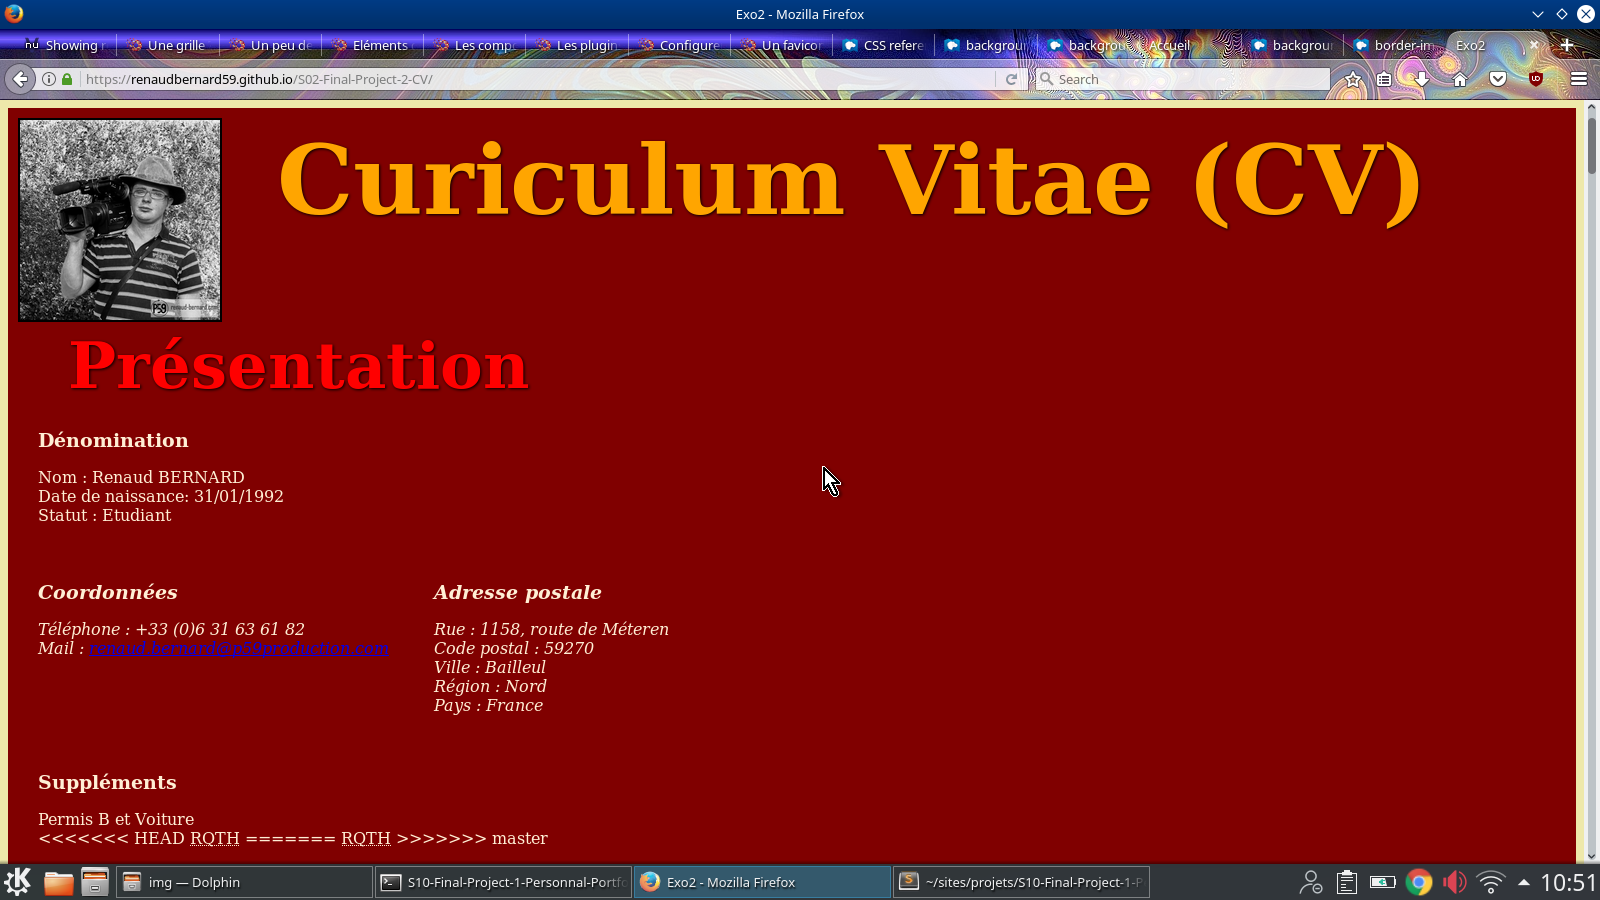 Exo2 - Mozilla Firefox
Showing
Une grille
Un peu de
Eléments
Les comp
Les plugin
Configure
Un favico
CSS refere
backgrou
backgrou
Accueil
backgrou
border-im
Exo2
https://renaudbernard59.github.io/S02-Final-Project-2-CV/
Search
Curiculum Vitae (CV)
P59
Présentation
Dénomination
Nom : Renaud BERNARD
Date de naissance: 31/01/1992
Statut : Etudiant
Coordonnées
Téléphone : +33 (0)6 31 63 61 82
Mail : renaud.bernard@p59production.com
Adresse postale
Rue : 1158, route de Méteren
Code postal : 59270
Ville : Bailleul
Région : Nord
Pays : France
Suppléments
Permis B et Voiture
<<<<<<< HEAD RQTH ======= RQTH >>>>>>> master
img — Dolphin
S10-Final-Project-1-Personnal-Portfo
Exo2 - Mozilla Firefox
~/sites/projets/S10-Final-Project-1-P
10:51